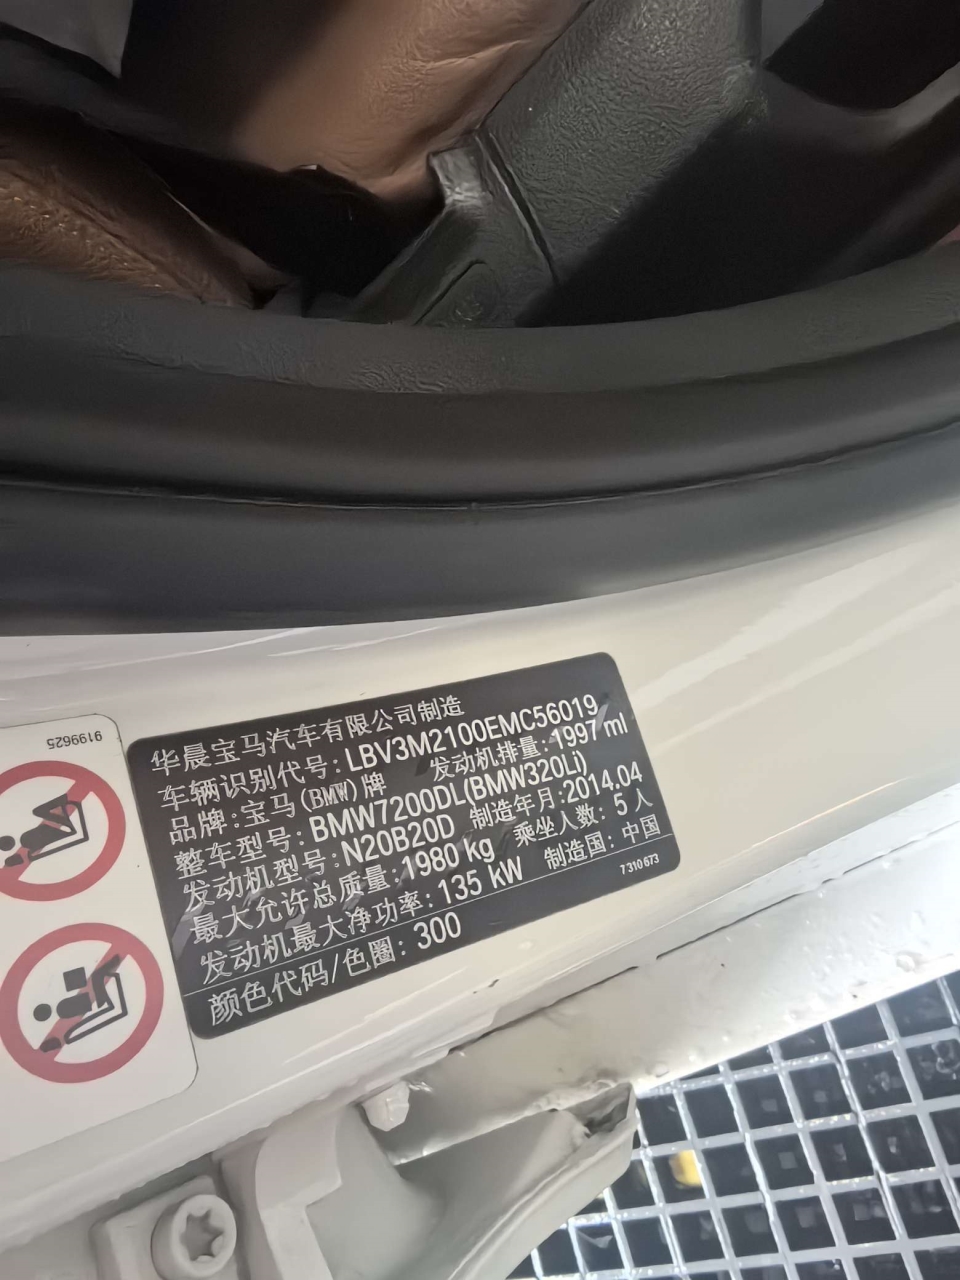 9199625
华晨宝马汽车有限公司制造
车辆识别代号: LBV3M2100EMC56019
品牌: 宝马(BMW)牌 发动机排量: 1997 ml
整车型号: BMW7200DL(BMW320Li)
发动机型号: N20B20D 制造年月: 2014.04
最大允许总质量: 1980 kg 乘坐人数: 5 人
发动机最大净功率: 135 kW 制造国: 中国
颜色代码/色圈: 300 7 310 673